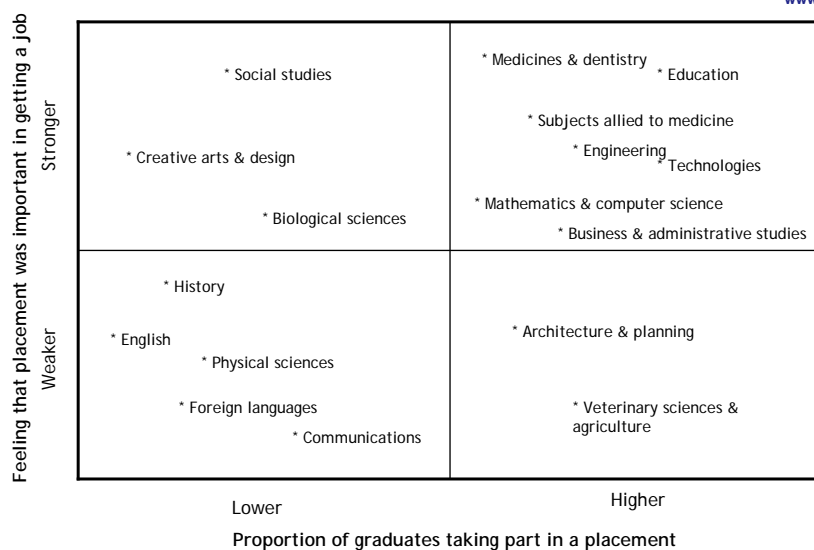 www
Feeling that placement was important in getting a job
Stronger
Weaker
* Social studies
* Medicines & dentistry
* Education
* Subjects allied to medicine
* Creative arts & design
* Engineering
* Technologies
* Mathematics & computer science
* Biological sciences
* Business & administrative studies
* History
* English
* Architecture & planning
* Physical sciences
* Foreign languages
* Veterinary sciences &
agriculture
* Communications
Lower
Higher
Proportion of graduates taking part in a placement